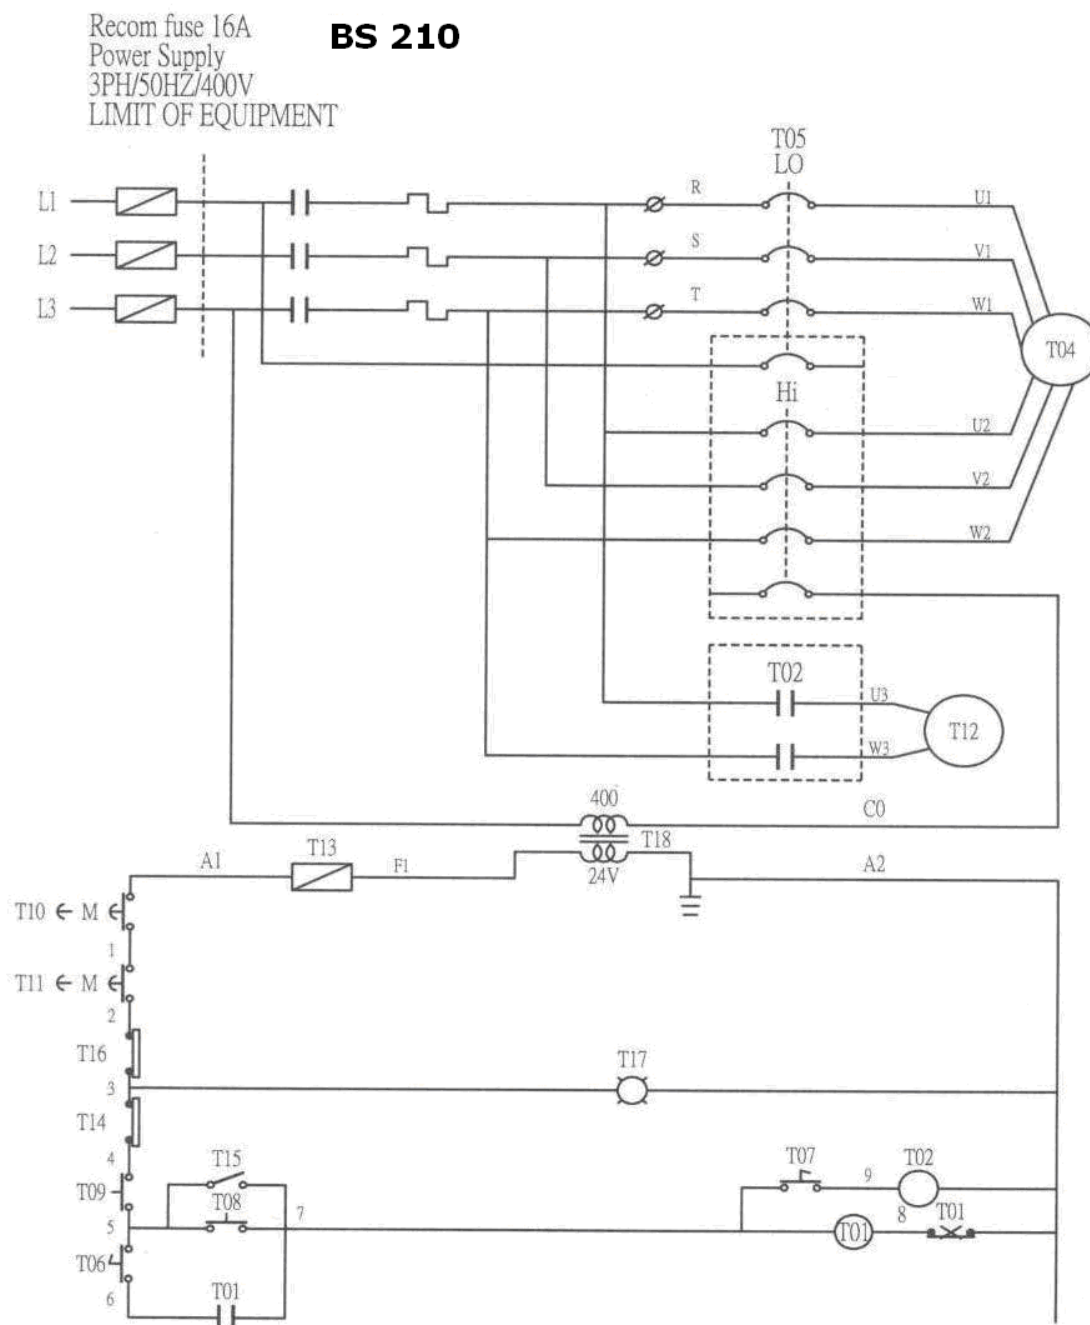 Recom fuse 16A
BS 210
Power Supply
3PH/50HZ/400V
LIMIT OF EQUIPMENT
T05
LO
L1
R
U1
L2
S
V1
L3
T
W1
T04
Hi
U2
V2
W2
T02
U3
T12
W3
400
C0
T18
A1
T13
F1
24V
A2
T10
M
1
T11
M
2
T16
T17
3
T14
4
T15
T07
9
T02
T09
T08
7
8
T01
5
T01
T06
6
T01